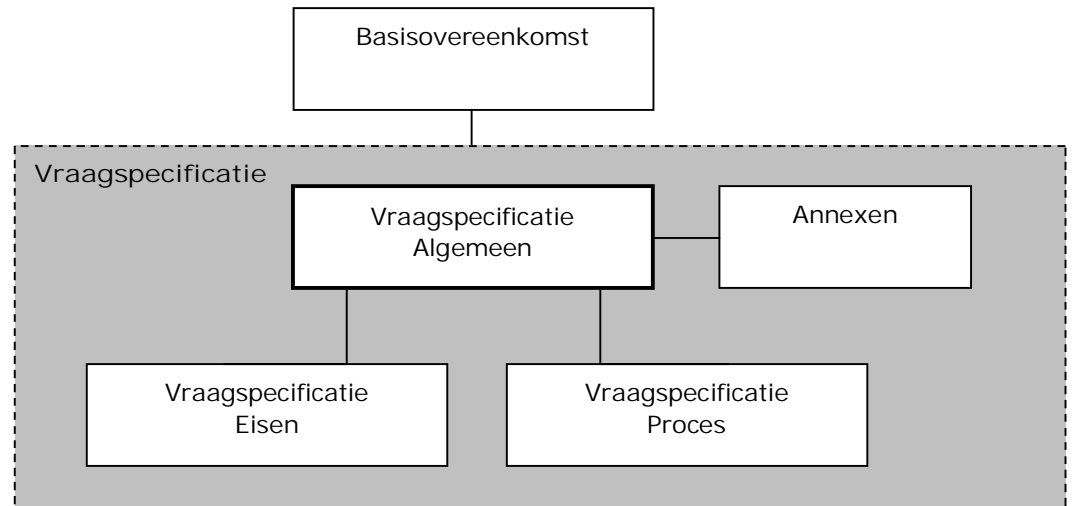 Basisovereenkomst
Vraagspecificatie
Vraagspecificatie
Algemeen
Annexen
Vraagspecificatie
Eisen
Vraagspecificatie
Proces